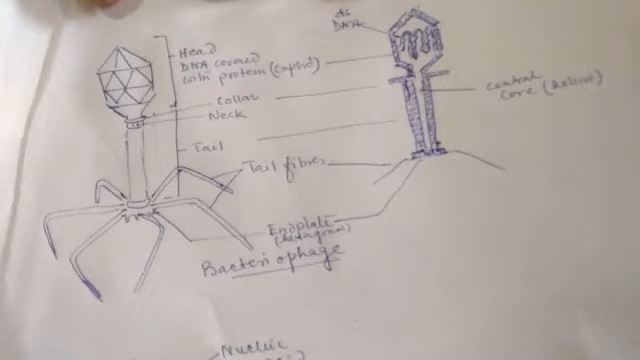 ds
DNA
Head
DNA covered
with protein (capsid)
Collar
Neck
central
core (
Tail
Tail fibres
Endplate
(hexagonal)
Bacteriophage
Nucleic